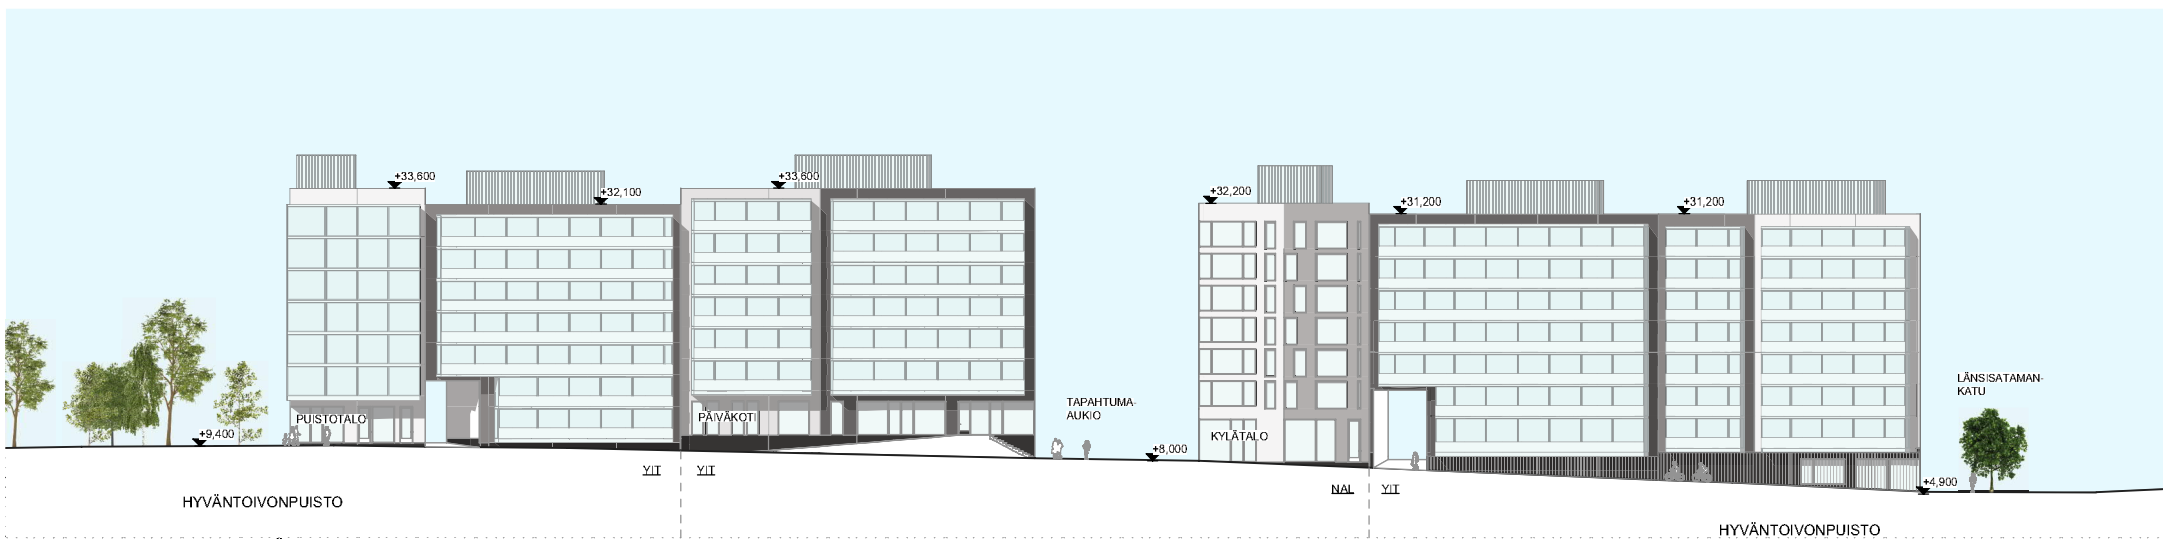 +33,600
+32,100
+33,600
+32,200
+31,200
+31,200
PUISTOTALO
PÄIVÄKOTI
TAPAHTUMA-
AUKIO
KYLÄTALO
LÄNSISATAMAN-
KATU
+9,400
+8,000
+4,900
YIT
YIT
NAL
YIT
HYVÄNTOIVONPUISTO
HYVÄNTOIVONPUISTO